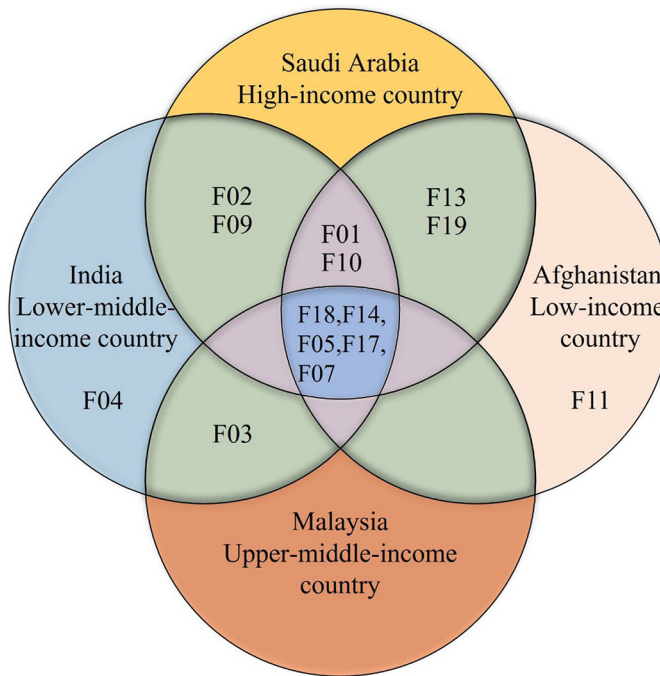 Saudi Arabia
High-income country
F02
F09
F13
F19
F01
F10
India
Lower-middle-
income country
Afghanistan
Low-income
country
F18,F14,
F05,F17,
F07
F04
F11
F03
Malaysia
Upper-middle-income
country